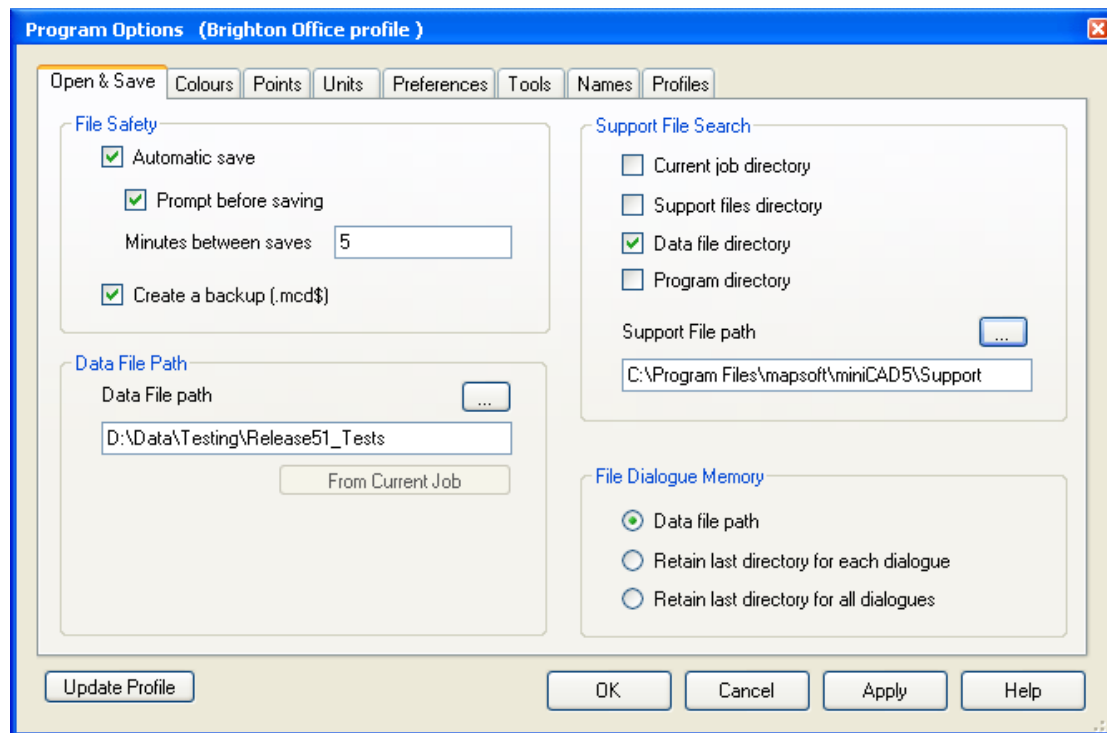 Program Options (Brighton Office profile )
Open & Save Colours Points Units Preferences Tools Names Profiles
File Safety
Automatic save
Prompt before saving
Minutes between saves 5
Create a backup (.mcd$)
Data File Path
Data File path ...
D:\Data\Testing\Release51_Tests
From Current Job
Support File Search
Current job directory
Support files directory
Data file directory
Program directory
Support File path ...
C:\Program Files\mapsoft\miniCAD5\Support
File Dialogue Memory
Data file path
Retain last directory for each dialogue
Retain last directory for all dialogues
Update Profile OK Cancel Apply Help